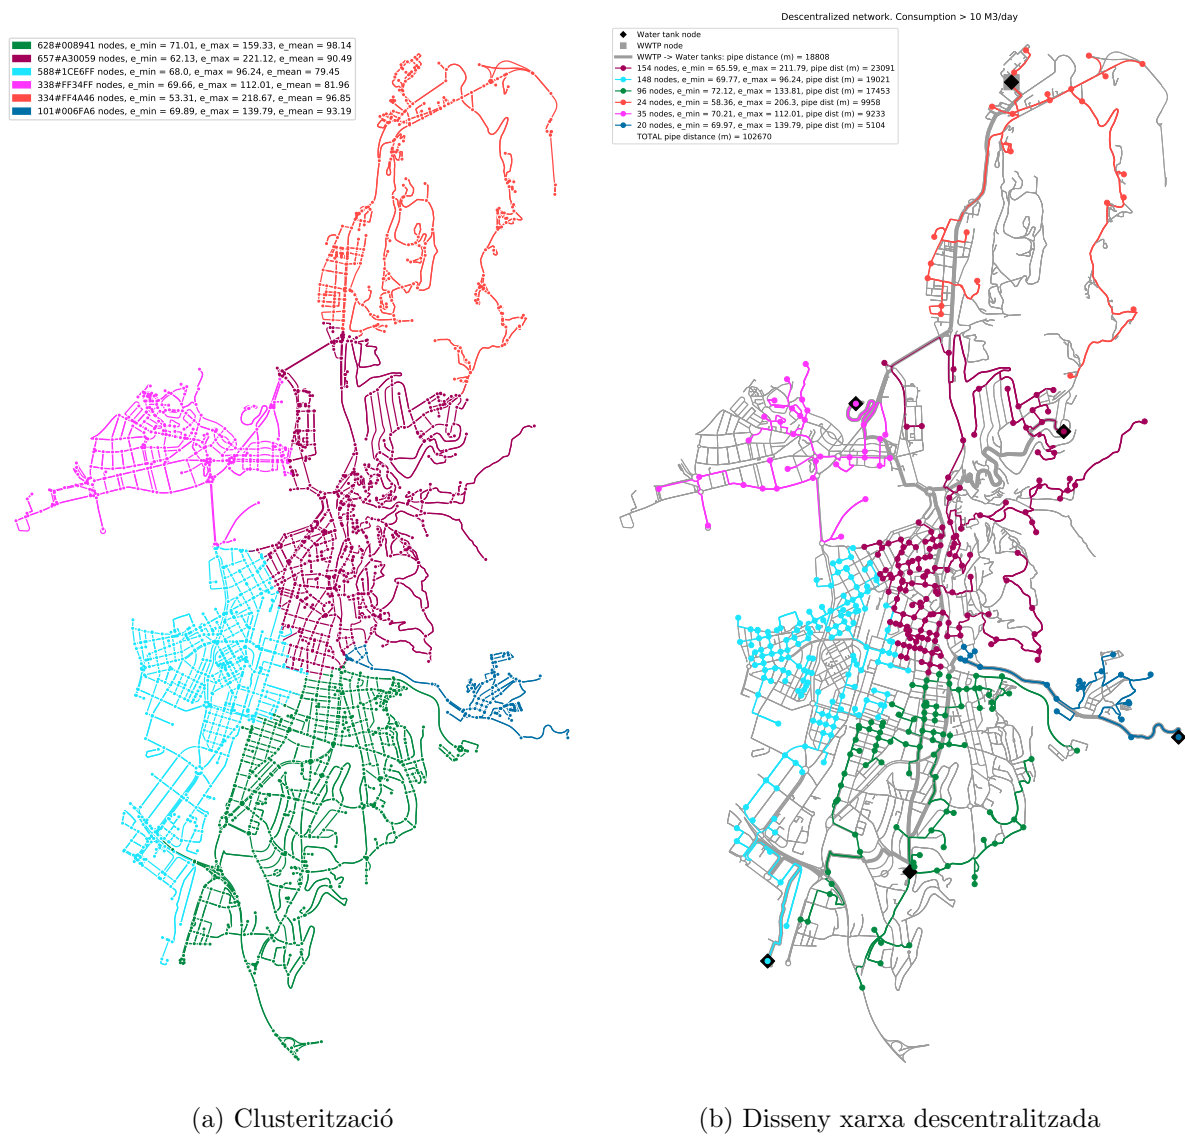 628#008941 nodes, e_min = 71.01, e_max = 159.33, e_mean = 98.14
657#A30059 nodes, e_min = 62.13, e_max = 221.12, e_mean = 90.49
588#1CE6FF nodes, e_min = 68.0, e_max = 96.24, e_mean = 79.45
338#FF34FF nodes, e_min = 69.66, e_max = 112.01, e_mean = 81.96
334#FF4A46 nodes, e_min = 53.31, e_max = 218.67, e_mean = 96.85
101#006FA6 nodes, e_min = 69.89, e_max = 139.79, e_mean = 93.19
(a) Clusterització
Descentralized network. Consumption > 10 M3/day
Water tank node
WWTP node
WWTP -> Water tanks: pipe distance (m) = 18808
154 nodes, e_min = 65.59, e_max = 211.79, pipe dist (m) = 23091
148 nodes, e_min = 69.77, e_max = 96.24, pipe dist (m) = 19021
96 nodes, e_min = 72.12, e_max = 133.81, pipe dist (m) = 17453
24 nodes, e_min = 58.36, e_max = 206.3, pipe dist (m) = 9958
35 nodes, e_min = 70.21, e_max = 112.01, pipe dist (m) = 9233
20 nodes, e_min = 69.97, e_max = 139.79, pipe dist (m) = 5104
TOTAL pipe distance (m) = 102670
(b) Disseny xarxa descentralitzada